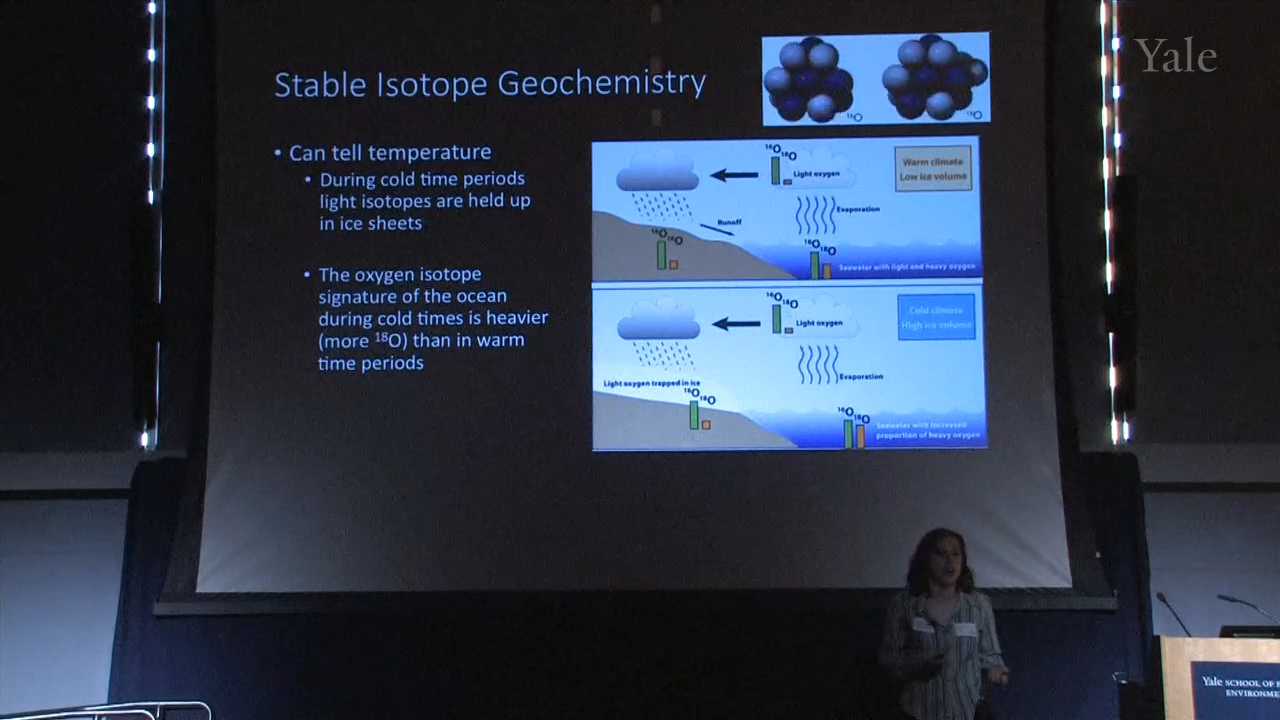 Yale
Stable Isotope Geochemistry
¹⁶O
¹⁸O
• Can tell temperature
• During cold time periods
light isotopes are held up
in ice sheets
• The oxygen isotope
signature of the ocean
during cold times is heavier
(more ¹⁸O) than in warm
time periods
¹⁶O
¹⁸O
Light oxygen
Warm climate
Low ice volume
Evaporation
Runoff
¹⁶O
¹⁸O
¹⁶O
¹⁸O
Seawater with light and heavy oxygen
¹⁶O
¹⁸O
Light oxygen
Cold climate
High ice volume
Evaporation
Light oxygen trapped in ice
¹⁶O
¹⁸O
¹⁶O
¹⁸O
Seawater with increased
proportion of heavy oxygen
Yale SCHOOL OF
ENVIRONME